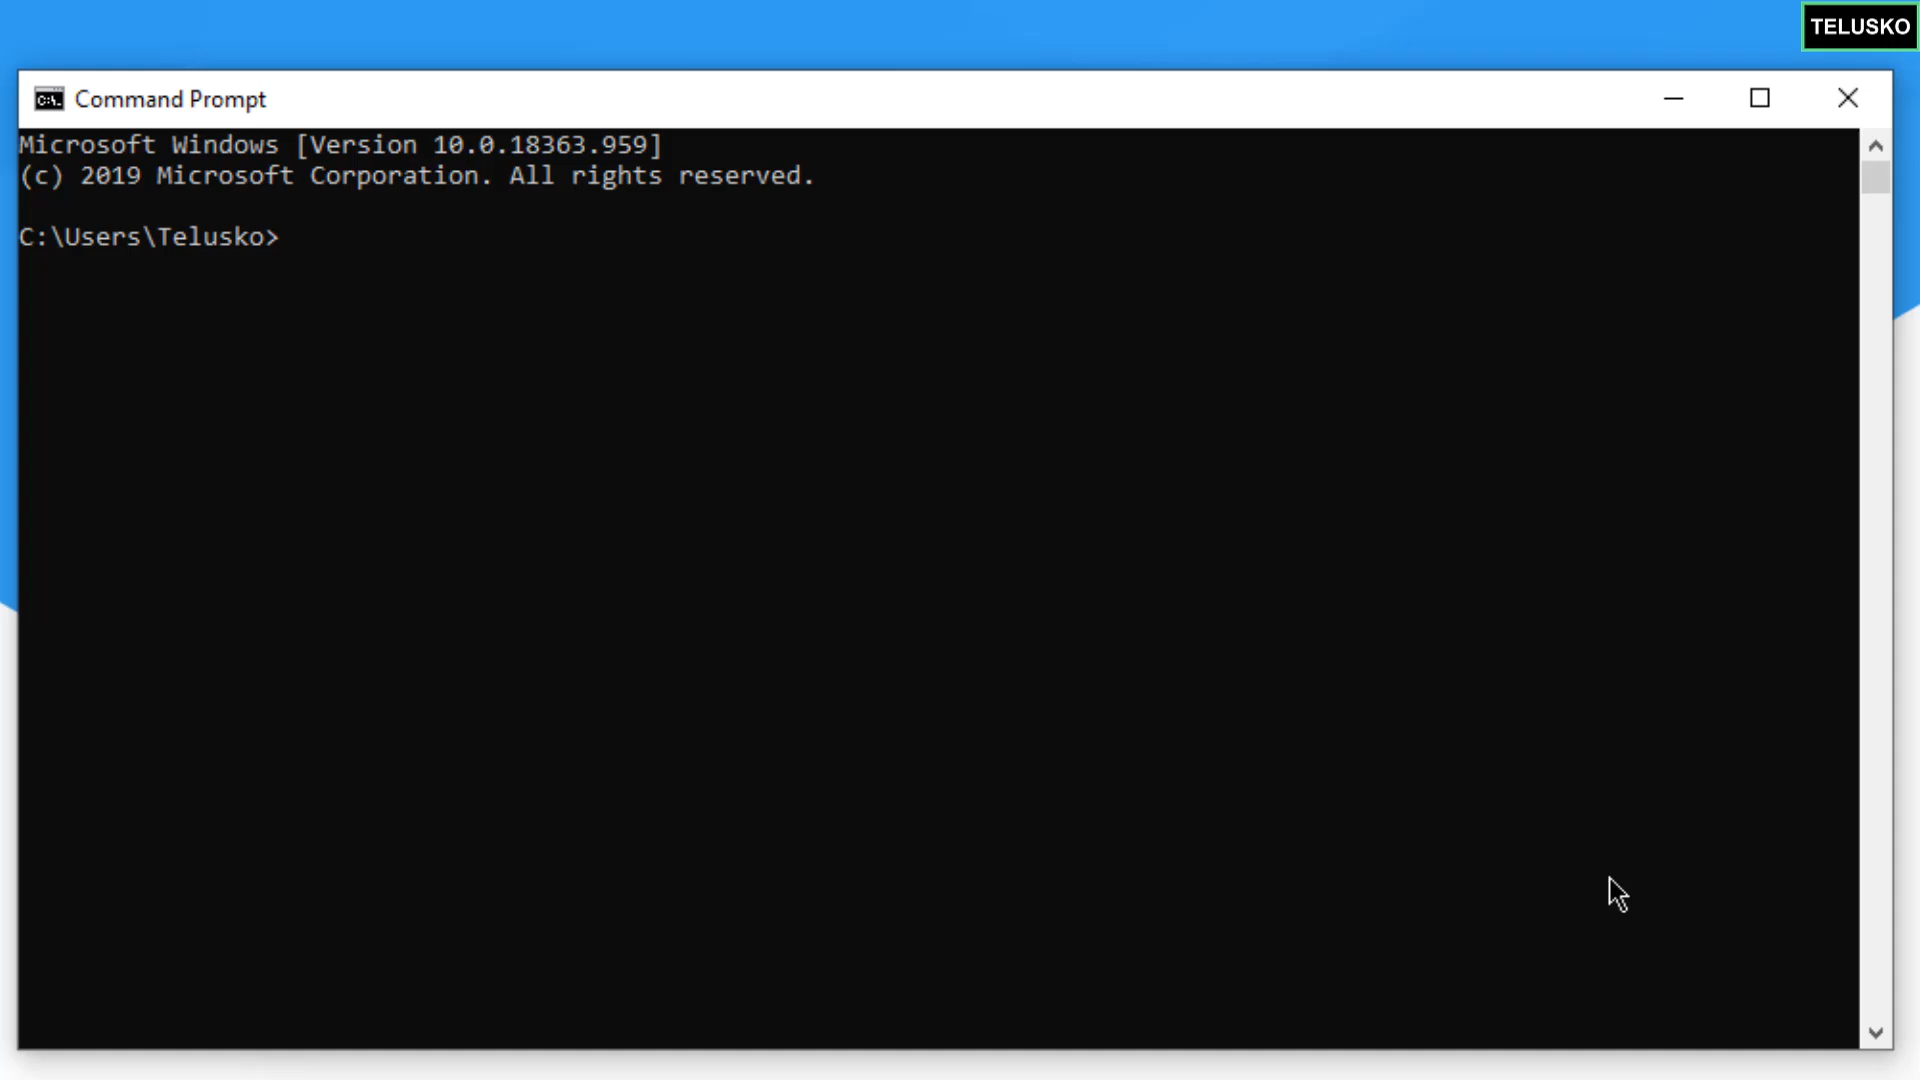 TELUSKO
Command Prompt
Microsoft Windows [Version 10.0.18363.959]
(c) 2019 Microsoft Corporation. All rights reserved.
C:\Users\Telusko>